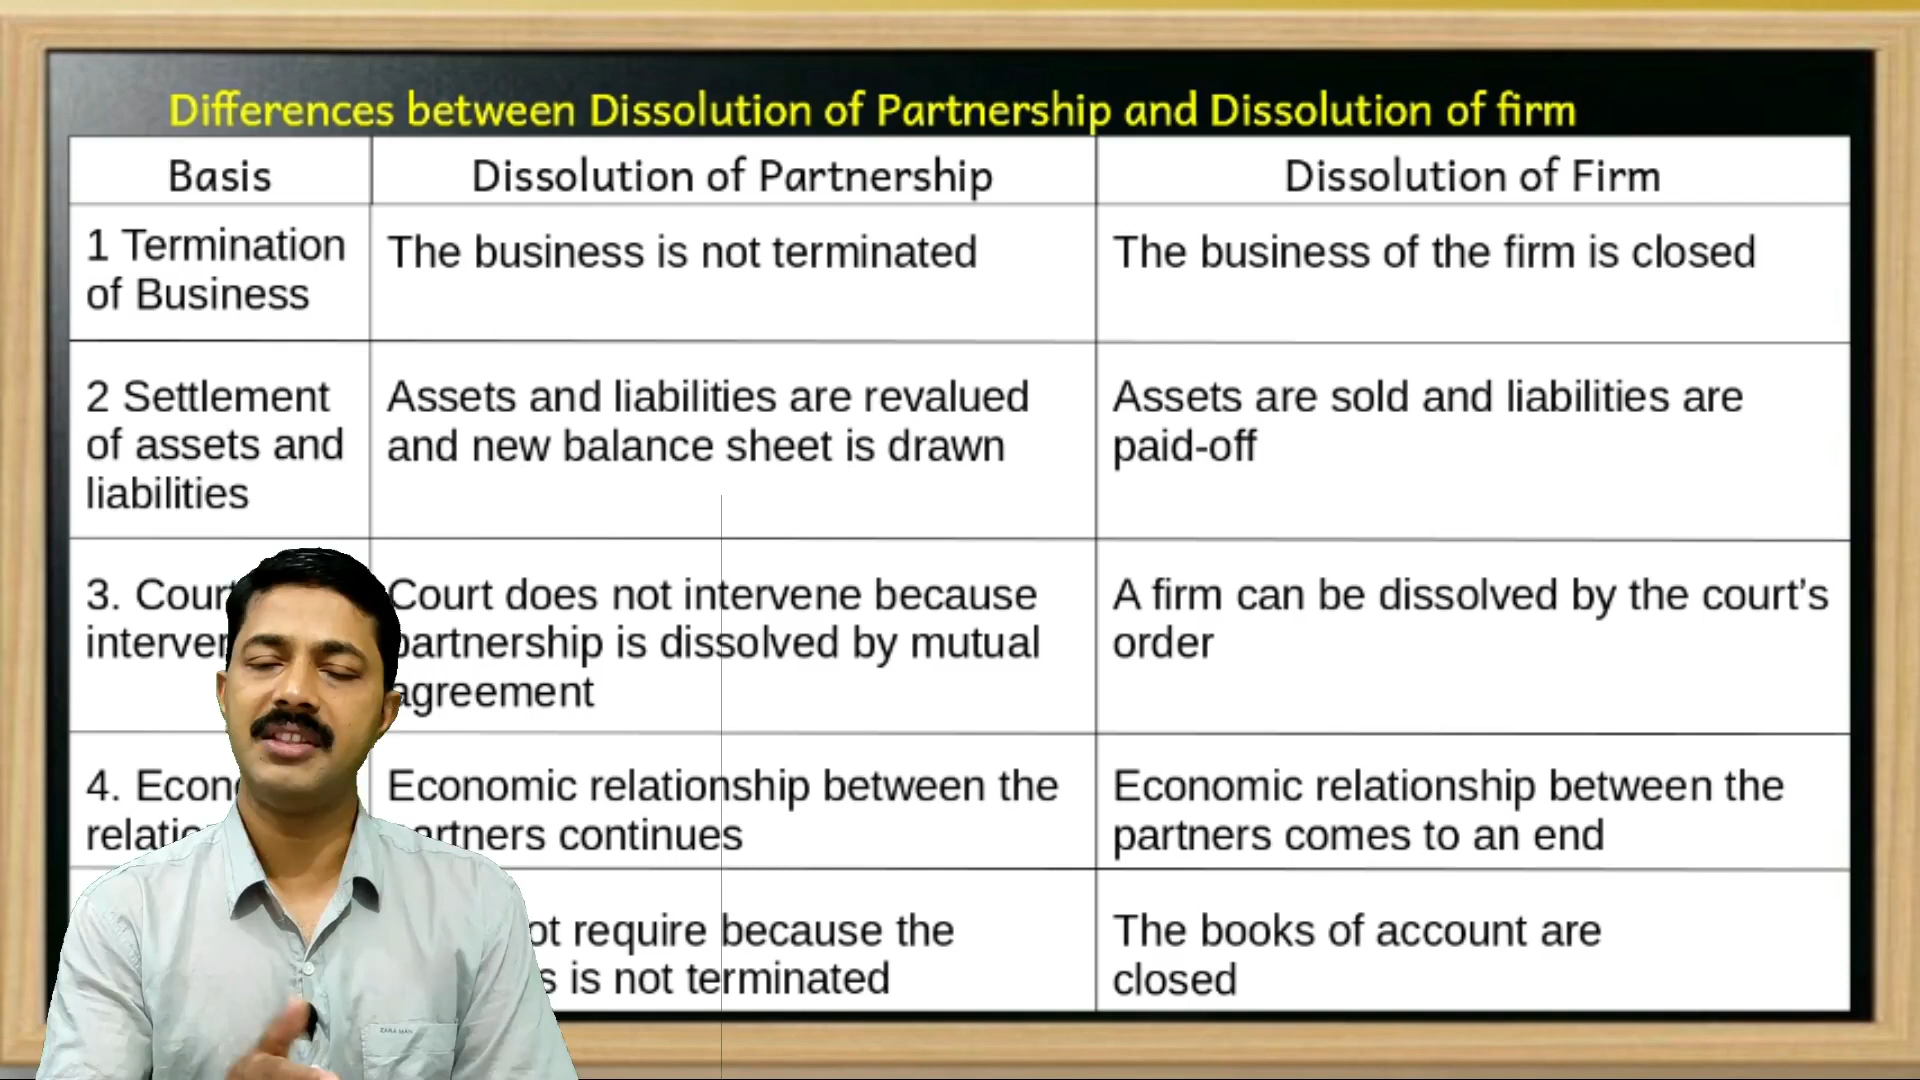 Differences between Dissolution of Partnership and Dissolution of firm
Basis
Dissolution of Partnership
Dissolution of Firm
1 Termination
of Business
The business is not terminated
The business of the firm is closed
2 Settlement
of assets and
liabilities
Assets and liabilities are revalued
and new balance sheet is drawn
Assets are sold and liabilities are
paid-off
3.
Court does not intervene because
partnership is dissolved by mutual
agreement
A firm can be dissolved by the court's
order
4.
Economic relationship between the
partners continues
Economic relationship between the
partners comes to an end
require because the
is not terminated
The books of account are
closed
ZARA MAN